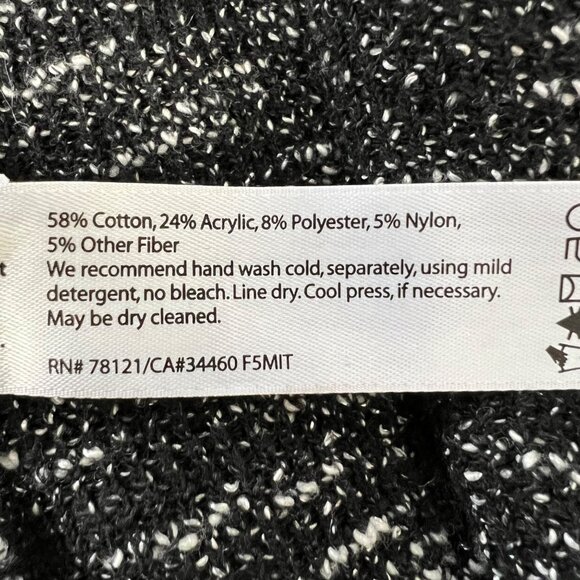 58% Cotton, 24% Acrylic, 8% Polyester, 5% Nylon,
5% Other Fiber
We recommend hand wash cold, separately, using mild
detergent, no bleach. Line dry. Cool press, if necessary.
May be dry cleaned.
RN# 78121/CA#34460 F5MIT